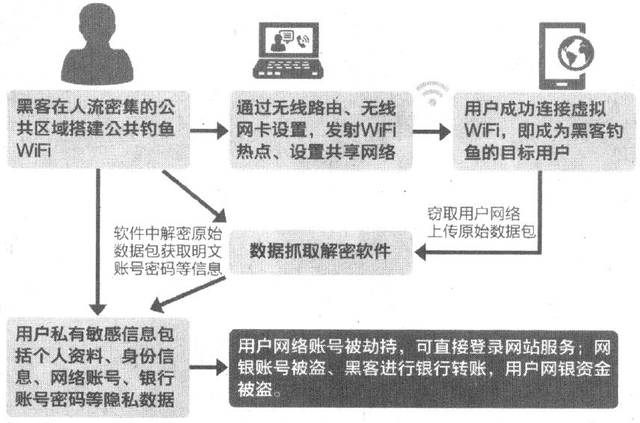 黑客在人流密集的公
共区域搭建公共钓鱼
WiFi
通过无线路由、无线
网卡设置，发射WiFi
热点、设置共享网络
用户成功连接虚拟
WiFi，即成为黑客钓
鱼的目标用户
软件中解密原始
数据包获取明文
账号密码等信息
数据抓取解密软件
窃取用户网络
上传原始数据包
用户私有敏感信息包
括个人资料、身份信
息、网络账号、银行
账号密码等隐私数据
用户网络账号被劫持，可直接登录网站服务；网
银账号被盗、黑客进行银行转账，用户网银资金
被盗。